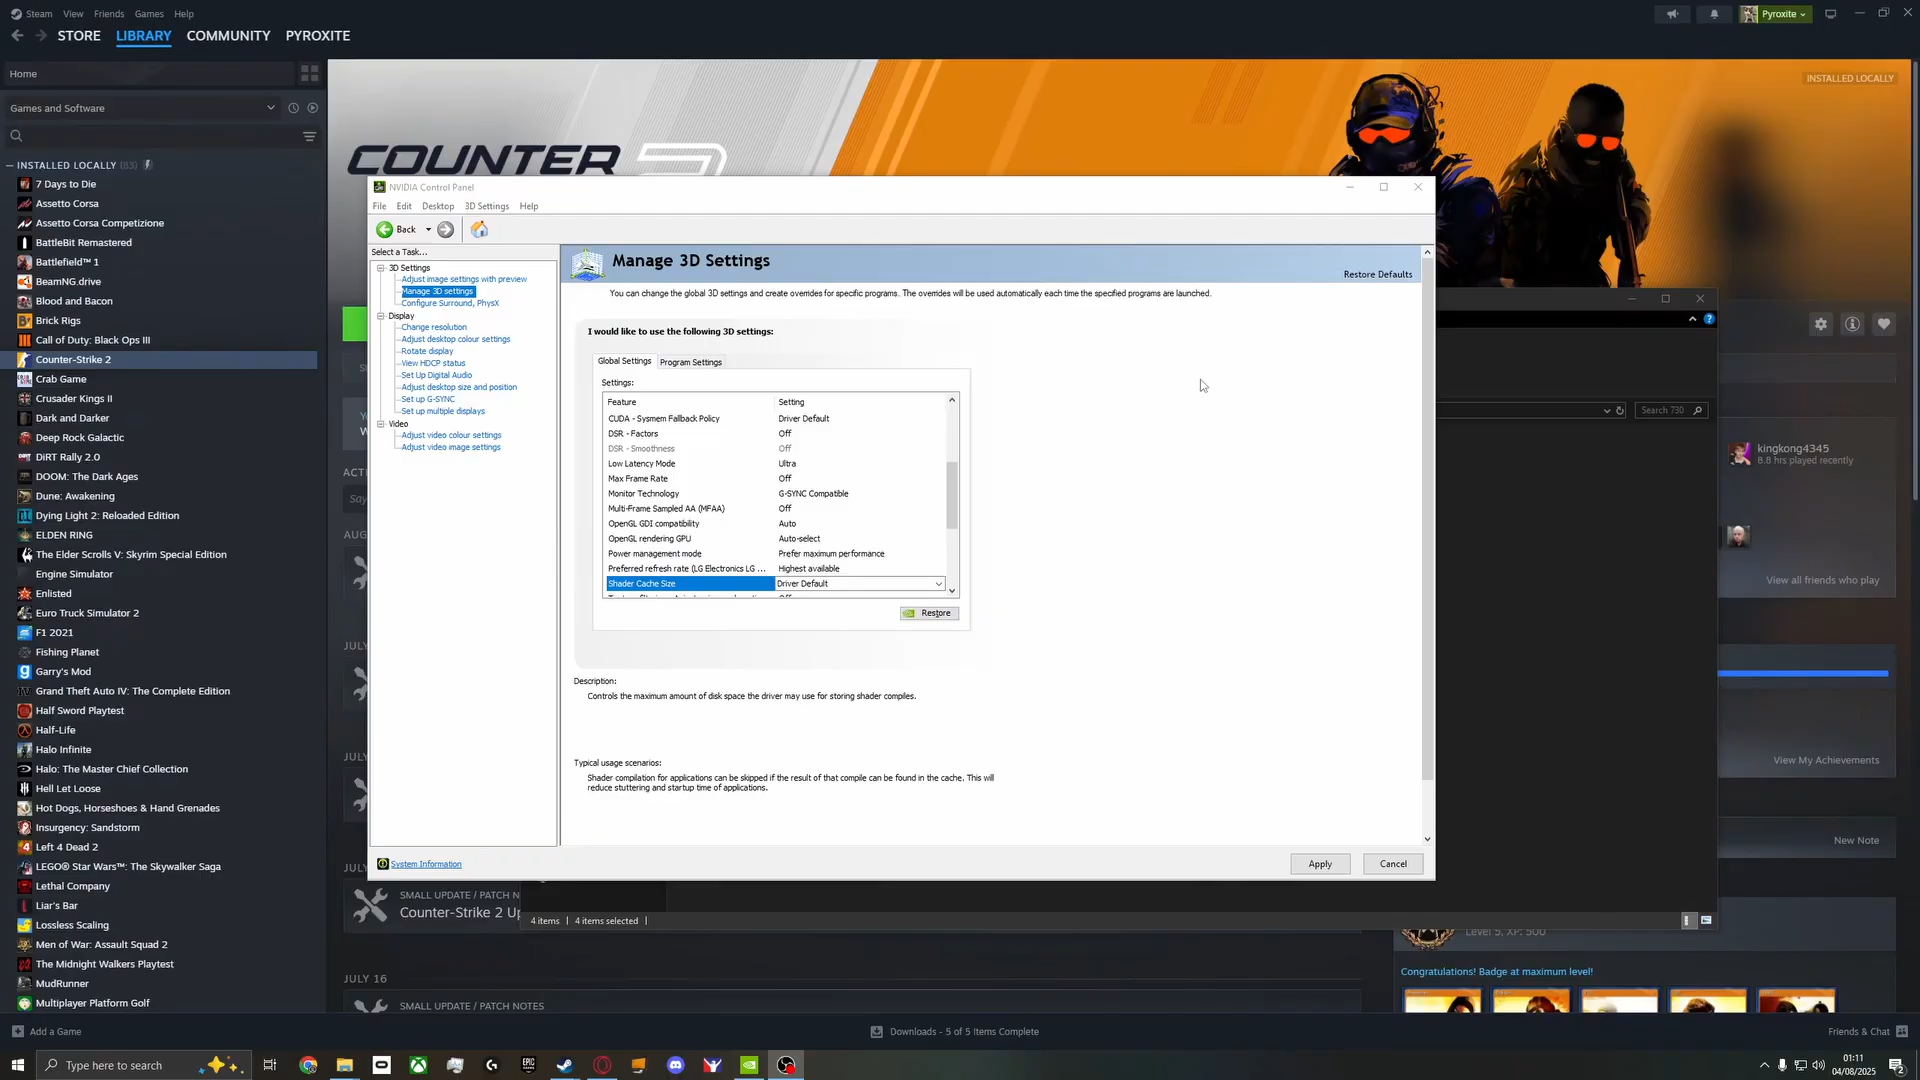 Steam View Friends Games Help
Pyroxite
STORE LIBRARY COMMUNITY PYROXITE
Home
INSTALLED LOCALLY
Games and Software
COUNTER
INSTALLED LOCALLY (83)
7 Days to Die
Assetto Corsa
Assetto Corsa Competizione
BattleBit Remastered
Battlefield™ 1
BeamNG.drive
Blood and Bacon
Brick Rigs
Call of Duty: Black Ops III
Counter-Strike 2
Crab Game
Crusader Kings II
Dark and Darker
Deep Rock Galactic
DiRT Rally 2.0
DOOM: The Dark Ages
Dune: Awakening
Dying Light 2: Reloaded Edition
ELDEN RING
The Elder Scrolls V: Skyrim Special Edition
Engine Simulator
Enlisted
Euro Truck Simulator 2
F1 2021
Fishing Planet
Garry's Mod
Grand Theft Auto IV: The Complete Edition
Half Sword Playtest
Half-Life
Halo Infinite
Halo: The Master Chief Collection
Hell Let Loose
Hot Dogs, Horseshoes & Hand Grenades
Insurgency: Sandstorm
Left 4 Dead 2
LEGO® Star Wars™: The Skywalker Saga
Lethal Company
Liar's Bar
Lossless Scaling
Men of War: Assault Squad 2
The Midnight Walkers Playtest
MudRunner
Multiplayer Platform Golf
NVIDIA Control Panel
File Edit Desktop 3D Settings Help
Back
Select a Task...
3D Settings
Adjust image settings with preview
Manage 3D settings
Configure Surround, PhysX
Display
Change resolution
Adjust desktop colour settings
Rotate display
View HDCP status
Set Up Digital Audio
Adjust desktop size and position
Set up G-SYNC
Set up multiple displays
Video
Adjust video colour settings
Adjust video image settings
System Information
Manage 3D Settings
Restore Defaults
You can change the global 3D settings and create overrides for specific programs. The overrides will be used automatically each time the specified programs are launched.
I would like to use the following 3D settings:
Global Settings Program Settings
Settings:
Feature Setting
CUDA - Sysmem Fallback Policy Driver Default
DSR - Factors Off
DSR - Smoothness Off
Low Latency Mode Ultra
Max Frame Rate Off
Monitor Technology G-SYNC Compatible
Multi-Frame Sampled AA (MFAA) Off
OpenGL GDI compatibility Auto
OpenGL rendering GPU Auto-select
Power management mode Prefer maximum performance
Preferred refresh rate (LG Electronics LG ... Highest available
Shader Cache Size Driver Default
Restore
Description:
Controls the maximum amount of disk space the driver may use for storing shader compiles.
Typical usage scenarios:
Shader compilation for applications can be skipped if the result of that compile can be found in the cache. This will
reduce stuttering and startup time of applications.
Apply Cancel
Search 730
kingkong4345
8.8 hrs played recently
View all friends who play
View My Achievements
New Note
ACTI
Say
AUG
JULY
JULY
JULY
SMALL UPDATE / PATCH N
Counter-Strike 2 Up
4 items 4 items selected
Level 5, XP: 500
Congratulations! Badge at maximum level!
JULY 16
SMALL UPDATE / PATCH NOTES
Add a Game
Downloads - 5 of 5 Items Complete
Friends & Chat
Type here to search
01:11
04/08/2025